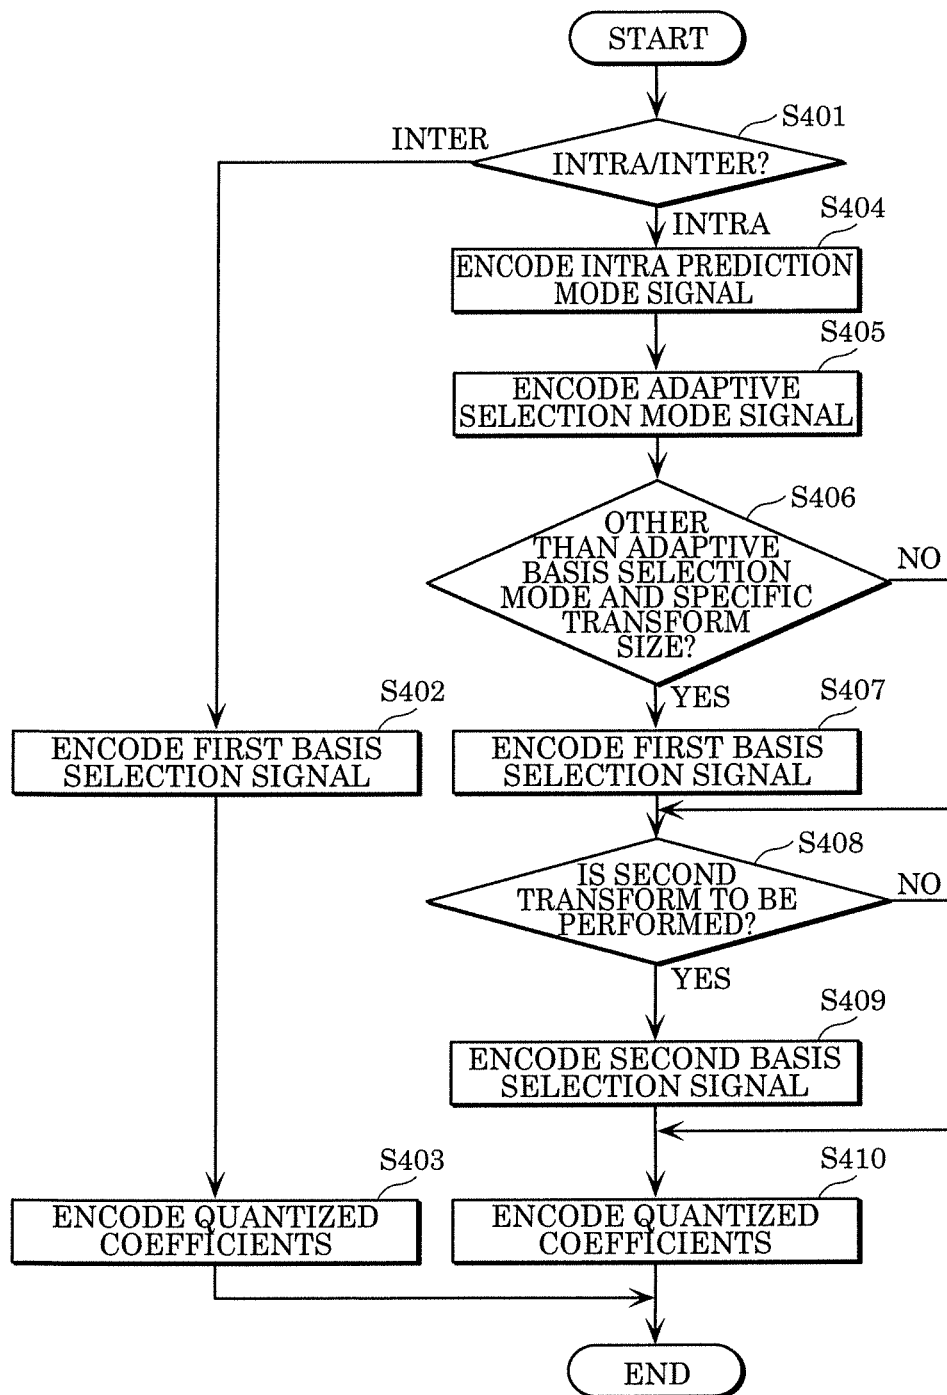 START
S401
INTER
INTRA/INTER?
INTRA
S404
ENCODE INTRA PREDICTION
MODE SIGNAL
S405
ENCODE ADAPTIVE
SELECTION MODE SIGNAL
S406
OTHER
THAN ADAPTIVE
BASIS SELECTION
MODE AND SPECIFIC
TRANSFORM
SIZE?
NO
YES
S402
ENCODE FIRST BASIS
SELECTION SIGNAL
S407
ENCODE FIRST BASIS
SELECTION SIGNAL
S408
IS SECOND
TRANSFORM TO BE
PERFORMED?
NO
YES
S409
ENCODE SECOND BASIS
SELECTION SIGNAL
S403
ENCODE QUANTIZED
COEFFICIENTS
S410
ENCODE QUANTIZED
COEFFICIENTS
END